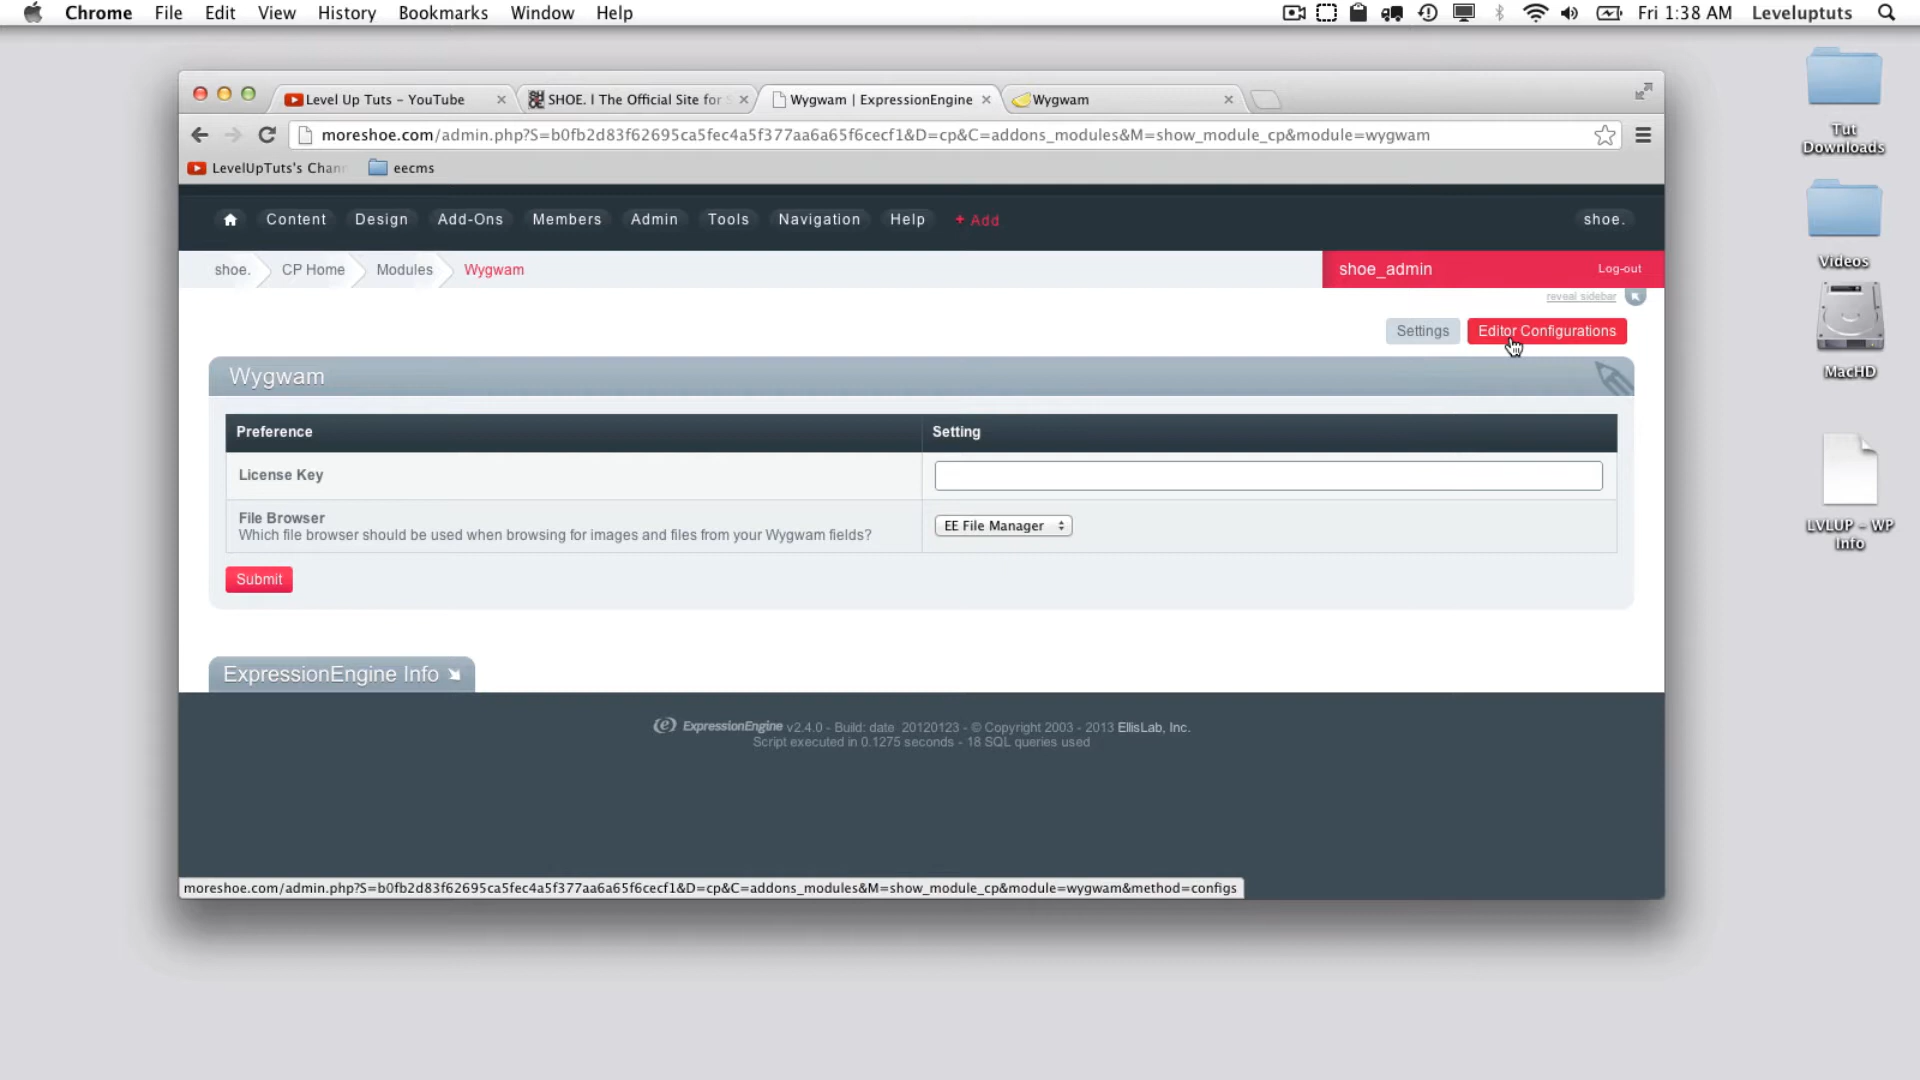 Chrome File Edit View History Bookmarks Window Help Fri 1:38 AM Leveluptuts
Level Up Tuts – YouTube SHOE. | The Official Site for Wygwam | ExpressionEngine Wygwam
moreshoe.com/admin.php?S=b0fb2d83f62695ca5fec4a5f377aa6a65f6cecf1&D=cp&C=addons_modules&M=show_module_cp&module=wygwam
LevelUpTuts's Chan eecms
Content Design Add-Ons Members Admin Tools Navigation Help + Add shoe.
shoe. CP Home Modules Wygwam shoe_admin Log-out
reveal sidebar
Settings Editor Configurations
Wygwam
Preference Setting
License Key
File Browser
Which file browser should be used when browsing for images and files from your Wygwam fields? EE File Manager
Submit
ExpressionEngine Info
ExpressionEngine v2.4.0 - Build: date 20120123 - © Copyright 2003 - 2013 EllisLab, Inc.
Script executed in 0.1275 seconds - 18 SQL queries used
moreshoe.com/admin.php?S=b0fb2d83f62695ca5fec4a5f377aa6a65f6cecf1&D=cp&C=addons_modules&M=show_module_cp&module=wygwam&method=configs
Tut
Downloads
Videos
MacHD
LVLUP – WP
Info